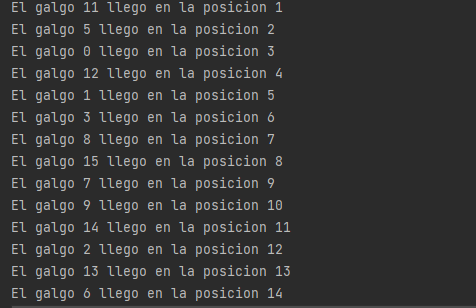 El galgo 11 llego en la posicion 1
El galgo 5 llego en la posicion 2
El galgo 0 llego en la posicion 3
El galgo 12 llego en la posicion 4
El galgo 1 llego en la posicion 5
El galgo 3 llego en la posicion 6
El galgo 8 llego en la posicion 7
El galgo 15 llego en la posicion 8
El galgo 7 llego en la posicion 9
El galgo 9 llego en la posicion 10
El galgo 14 llego en la posicion 11
El galgo 2 llego en la posicion 12
El galgo 13 llego en la posicion 13
El galgo 6 llego en la posicion 14